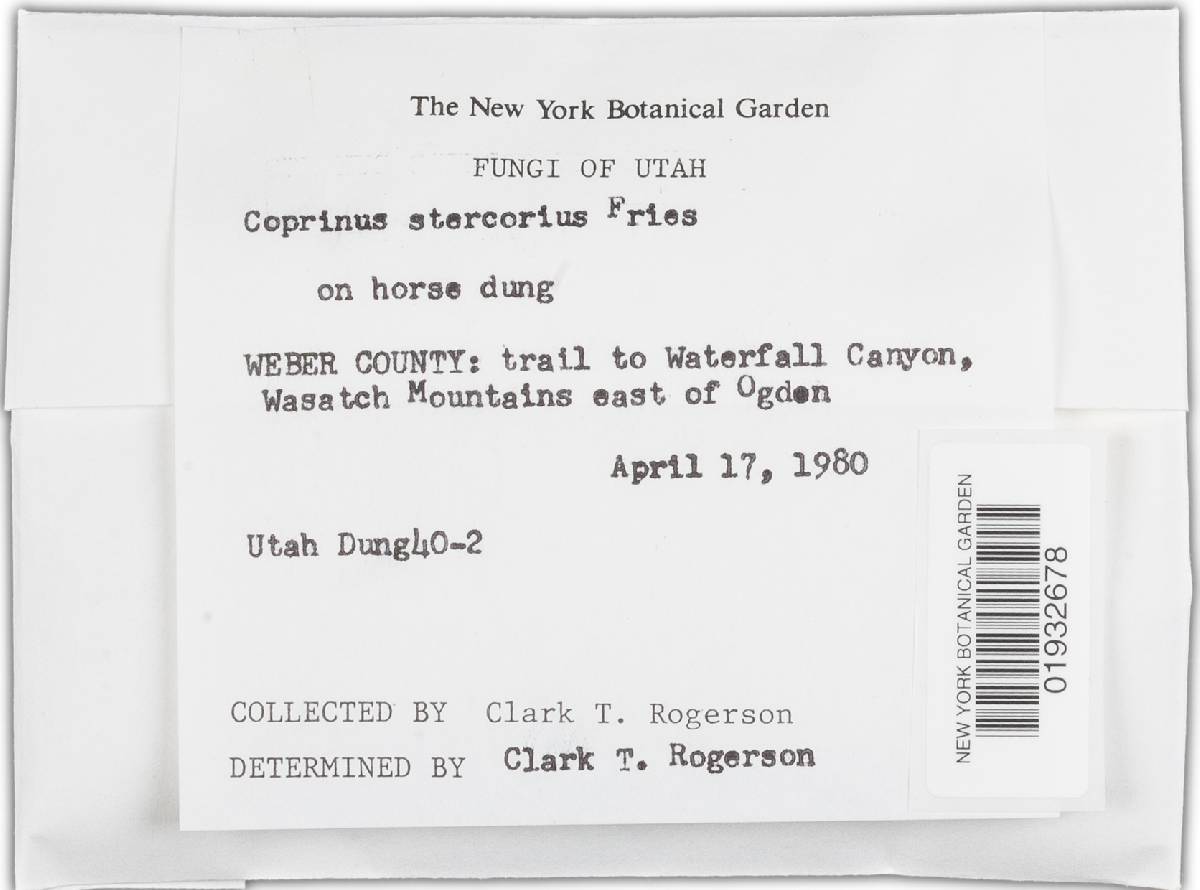 The New York Botanical Garden
FUNGI OF UTAH
Coprinus stercorius Fries
on horse dung
WEBER COUNTY: trail to Waterfall Canyon,
Wasatch Mountains east of Ogden
April 17, 1980
Utah Dung40-2
COLLECTED BY Clark T. Rogerson
DETERMINED BY Clark T. Rogerson
NEW YORK BOTANICAL GARDEN
01932678